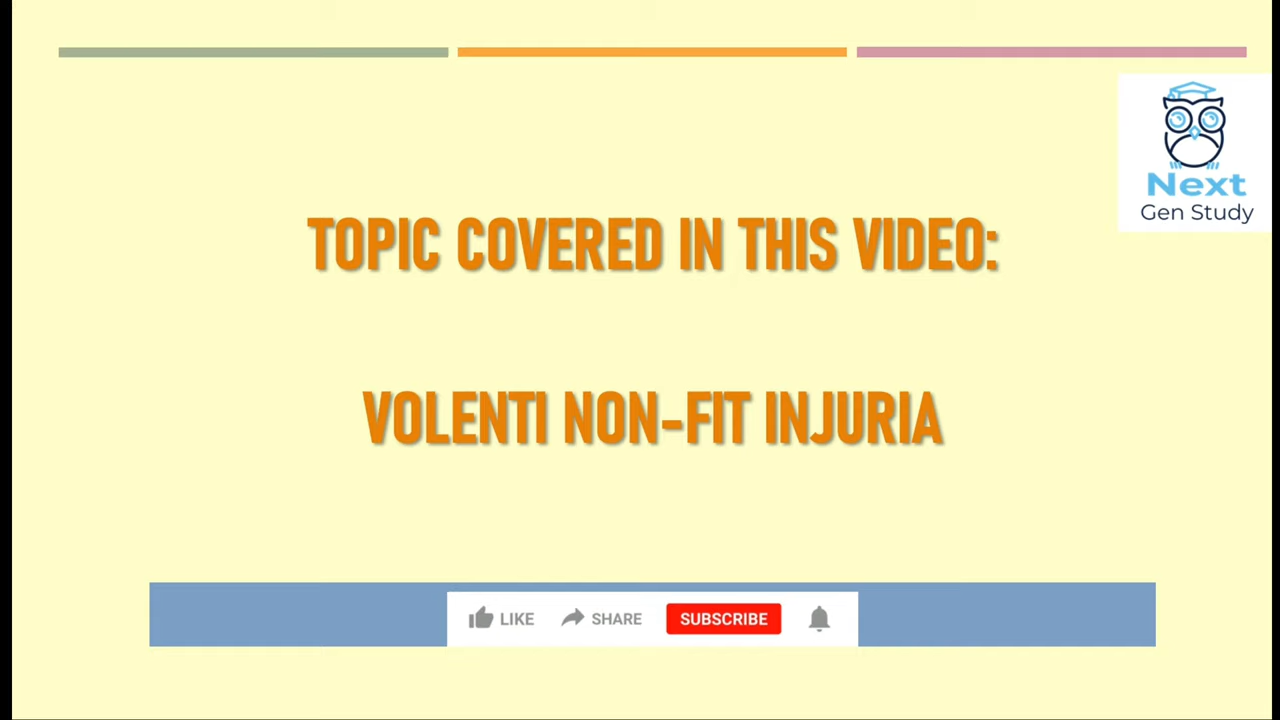 Next
Gen Study
TOPIC COVERED IN THIS VIDEO:
VOLENTI NON-FIT INJURIA
LIKE SHARE SUBSCRIBE